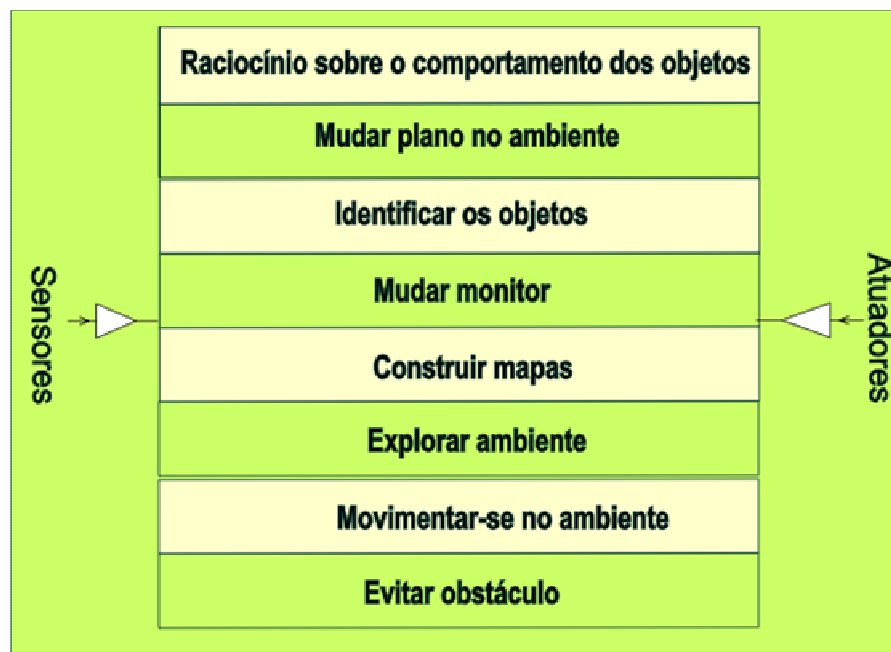 Raciocínio sobre o comportamento dos objetos
Mudar plano no ambiente
Identificar os objetos
Mudar monitor
Construir mapas
Explorar ambiente
Movimentar-se no ambiente
Evitar obstáculo
Sensores
Atuadores